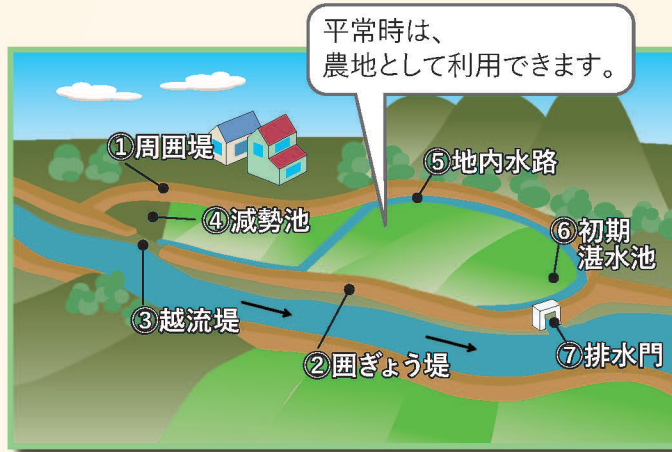 平常時は、
農地として利用できます。
①周囲堤
⑤地内水路
④減勢池
⑥初期
湛水池
③越流堤
②囲ぎょう堤
⑦排水門